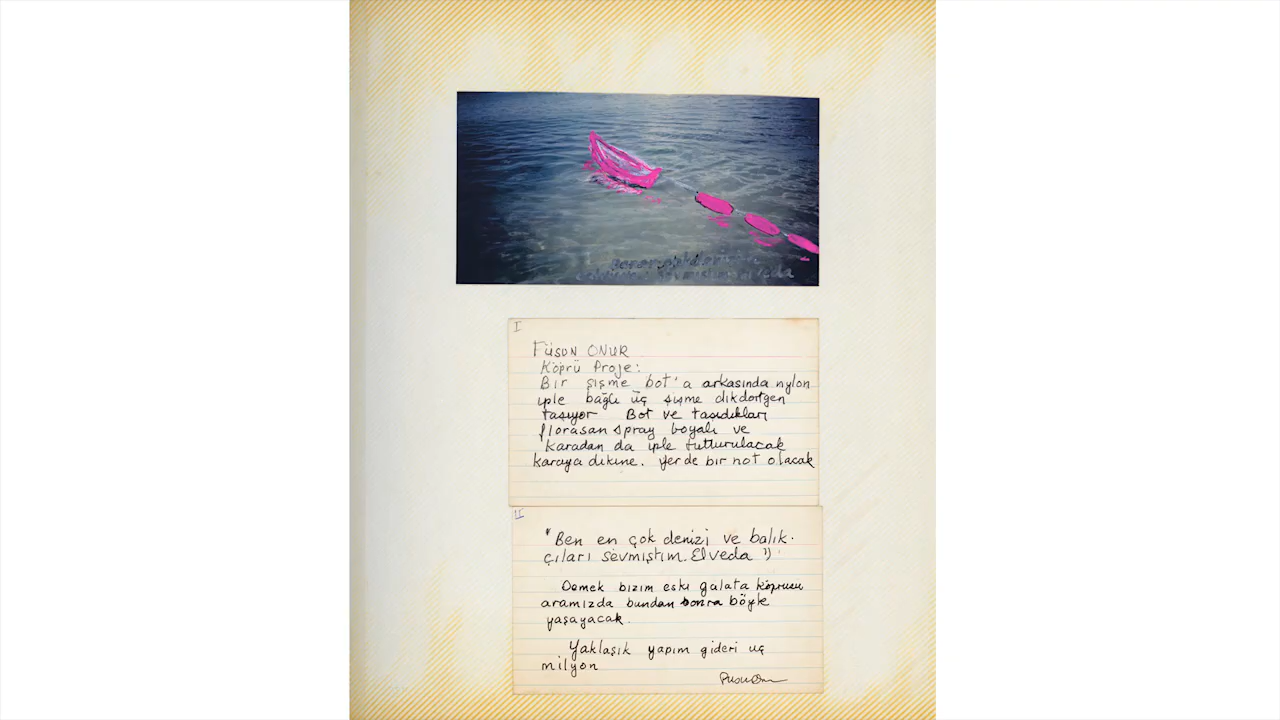 I
FÜSUN ONUR
Köprü Proje:
Bir şişme bot'a arkasında nylon
iple bağlı üç şişme dikdörtgen
taşıyor Bot ve taşıdıkları
florasan spray boyalı ve
karadan da iple tutturulacak
karaya dikine. yerde bir not olacak
II
"Ben en çok denizi ve balık-
çıları sevmiştim. Elveda")
Demek bizim eski galata köprüsü
aramızda bundan sonra böyle
yaşayacak.
Yaklaşık yapım gideri üç
milyon